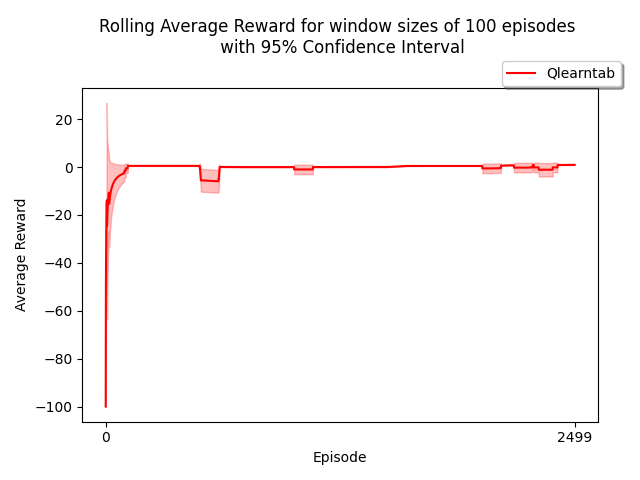 Rolling Average Reward for window sizes of 100 episodes
with 95% Confidence Interval
Qlearntab
20
0
−20
−40
−60
−80
−100
Average Reward
0
2499
Episode